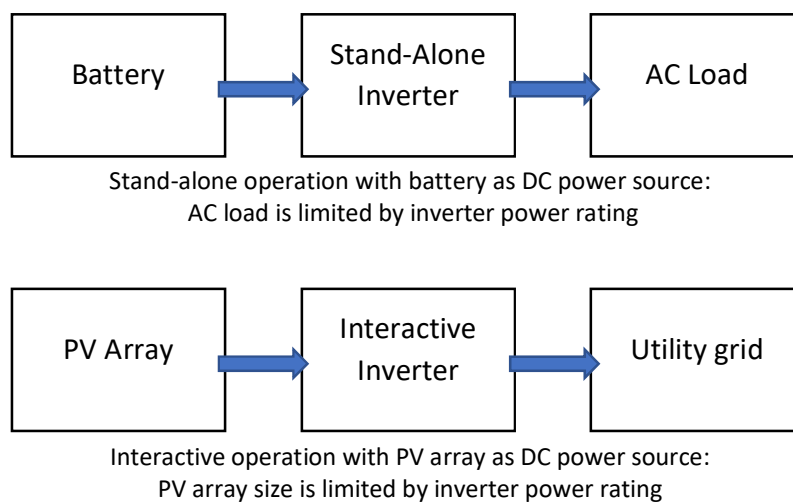 Battery
Stand-Alone
Inverter
AC Load
Stand-alone operation with battery as DC power source:
AC load is limited by inverter power rating
PV Array
Interactive
Inverter
Utility grid
Interactive operation with PV array as DC power source:
PV array size is limited by inverter power rating